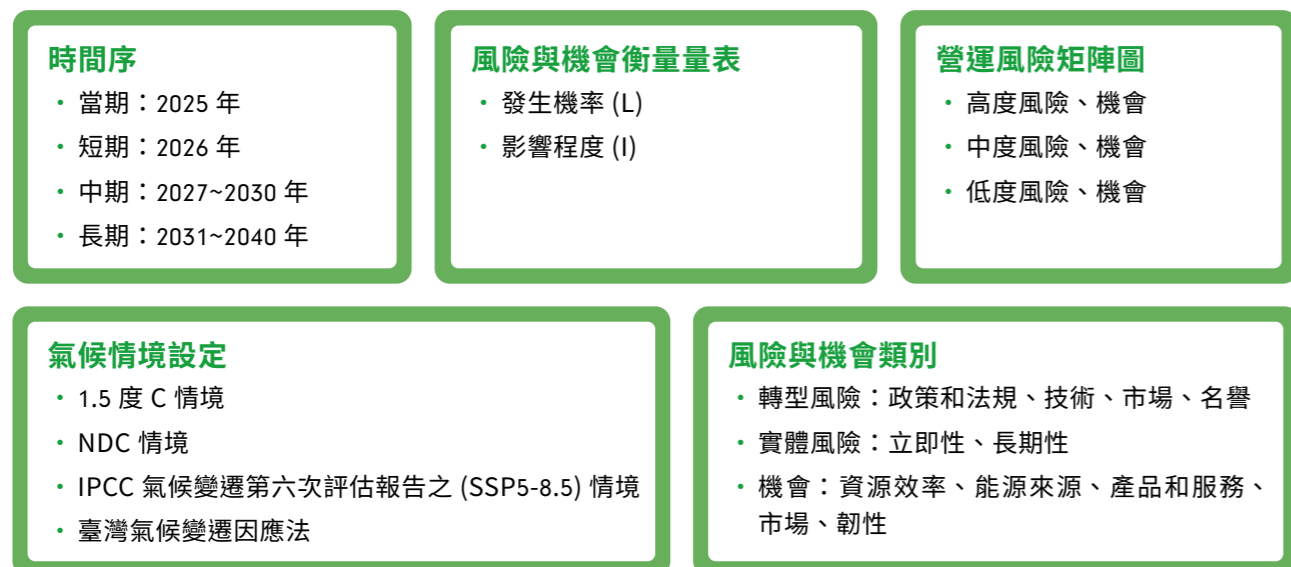 時間序
・當期：2025 年
・短期：2026 年
・中期：2027~2030 年
・長期：2031~2040 年
風險與機會衡量量表
・發生機率 (L)
・影響程度 (I)
營運風險矩陣圖
・高度風險、機會
・中度風險、機會
・低度風險、機會
氣候情境設定
・1.5 度 C 情境
・NDC 情境
・IPCC 氣候變遷第六次評估報告之 (SSP5-8.5) 情境
・臺灣氣候變遷因應法
風險與機會類別
・轉型風險：政策和法規、技術、市場、名譽
・實體風險：立即性、長期性
・機會：資源效率、能源來源、產品和服務、
市場、韌性